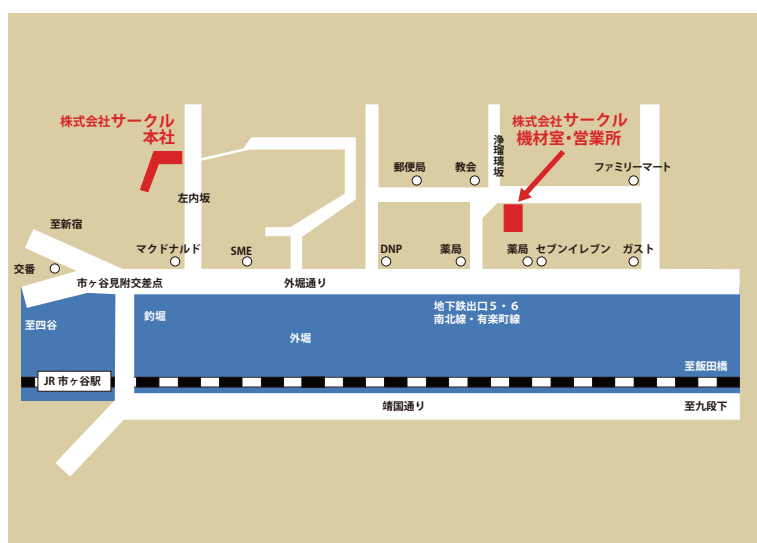 株式会社サークル
本社
株式会社サークル
機材室・営業所
浄瑠璃坂
郵便局
教会
ファミリーマート
左内坂
至新宿
マクドナルド
SME
DNP
薬局
薬局
セブンイレブン
ガスト
交番
市ヶ谷見附交差点
外堀通り
地下鉄出口５・６
南北線・有楽町線
釣堀
至四谷
外堀
至飯田橋
JR 市ヶ谷駅
靖国通り
至九段下